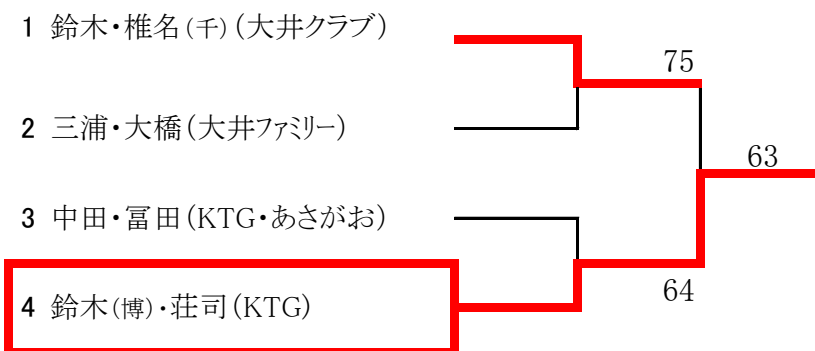 1 鈴木・椎名(千)(大井クラブ)
75
2 三浦・大橋(大井ファミリー)
63
3 中田・冨田(KTG・あさがお)
64
4 鈴木(博)・荘司(KTG)